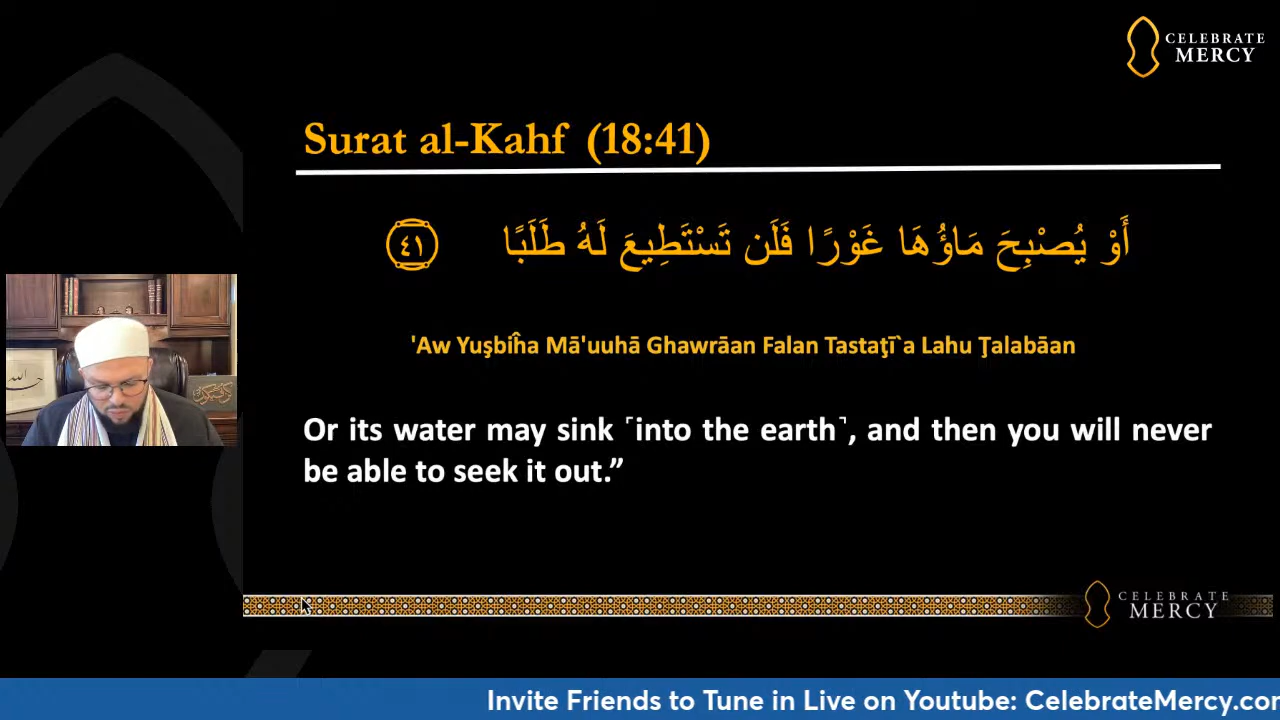 CELEBRATE
MERCY
Surat al-Kahf (18:41)
أَوْ يُصْبِحَ مَاؤُهَا غَوْرًا فَلَن تَسْتَطِيعَ لَهُ طَلَبًا ٤١
'Aw Yuşbiĥa Mā'uuhā Ghawrāan Falan Tastaţī`a Lahu Ţalabāan
Or its water may sink ⸢into the earth⸣, and then you will never
be able to seek it out.”
CELEBRATE
MERCY
Invite Friends to Tune in Live on Youtube: CelebrateMercy.com